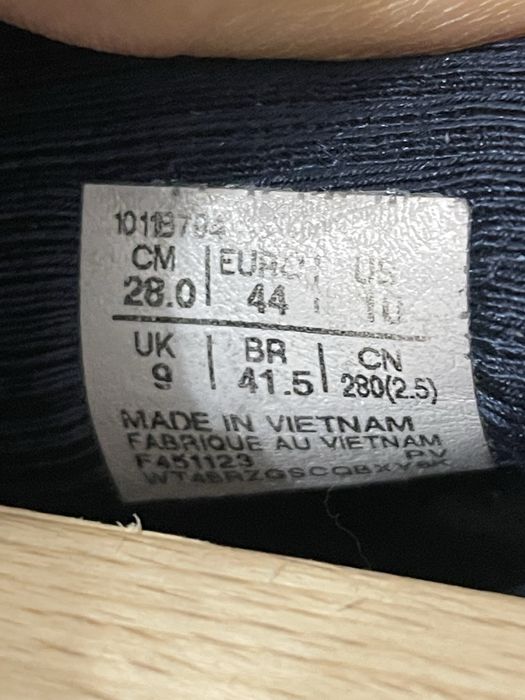 1011B704
CM | EURO | US
28.0 | 44 | 10
UK | BR | CN
9 | 41.5 | 280(2.5)
MADE IN VIETNAM
FABRIQUE AU VIETNAM
F451123 PV